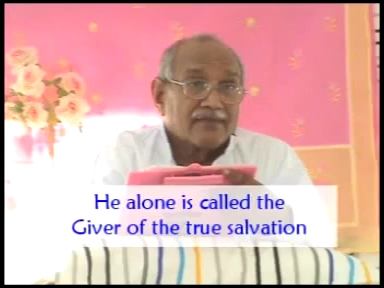 He alone is called the
Giver of the true salvation